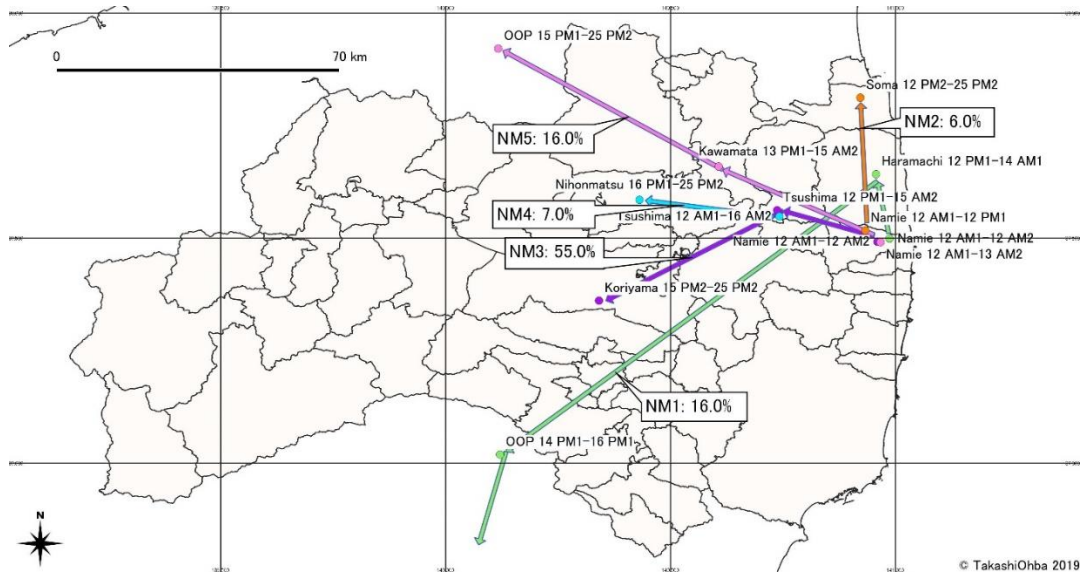 OOP 15 PM1-25 PM2
0
70 km
Soma 12 PM2-25 PM2
NM2: 6.0%
NM5: 16.0%
Kawamata 13 PM1-15 AM2
Haramachi 12 PM1-14 AM1
Nihonmatsu 16 PM1-25 PM2
Tsushima 12 PM1-15 AM2
NM4: 7.0%
Tsushima 12 AM1-16 AM2
Namie 12 AM1-12 PM1
Namie 12 AM1-12 AM2
Namie 12 AM1-12 AM2
NM3: 55.0%
Namie 12 AM1-13 AM2
Koriyama 15 PM2-25 PM2
NM1: 16.0%
OOP 14 PM1-16 PM1
N
© TakashiOhba 2019